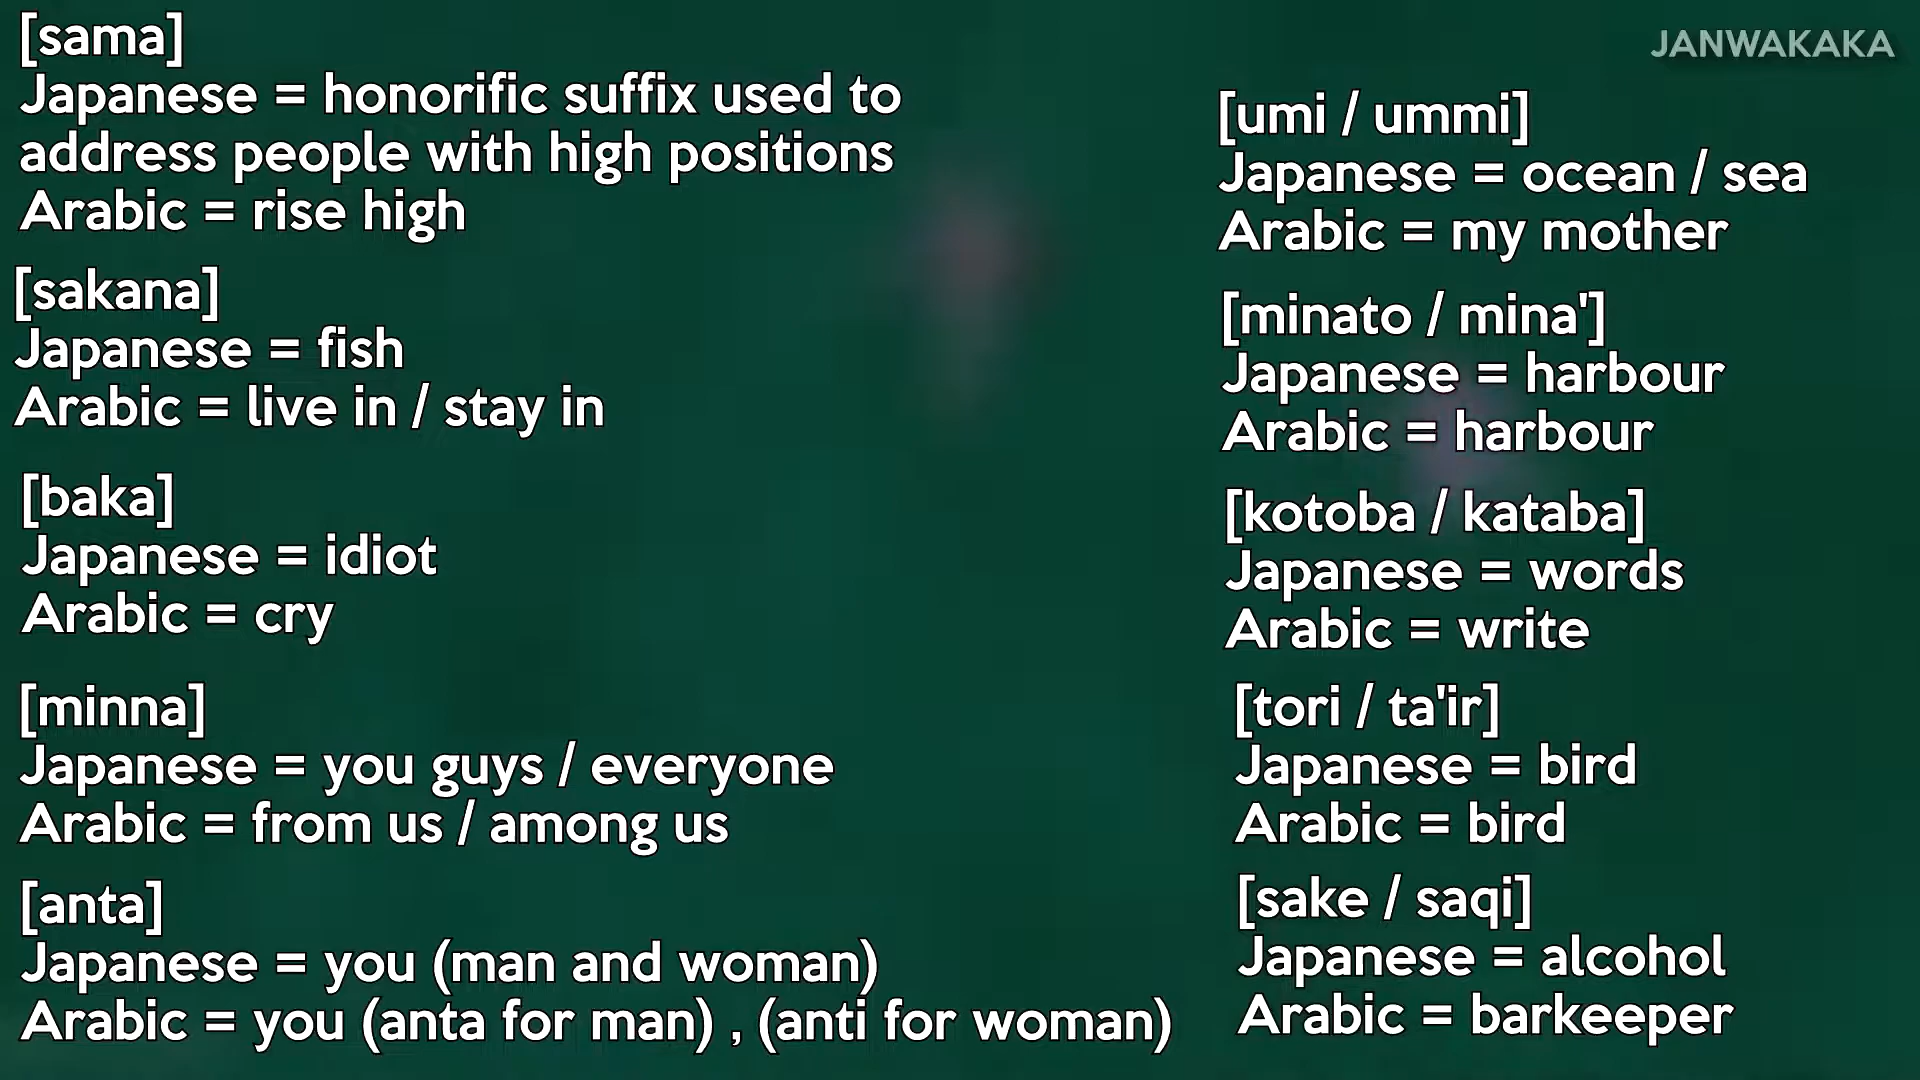 [sama]
Japanese = honorific suffix used to
address people with high positions
Arabic = rise high
[sakana]
Japanese = fish
Arabic = live in / stay in
[baka]
Japanese = idiot
Arabic = cry
[minna]
Japanese = you guys / everyone
Arabic = from us / among us
[anta]
Japanese = you (man and woman)
Arabic = you (anta for man) , (anti for woman)
JANWAKAKA
[umi / ummi]
Japanese = ocean / sea
Arabic = my mother
[minato / mina']
Japanese = harbour
Arabic = harbour
[kotoba / kataba]
Japanese = words
Arabic = write
[tori / ta'ir]
Japanese = bird
Arabic = bird
[sake / saqi]
Japanese = alcohol
Arabic = barkeeper